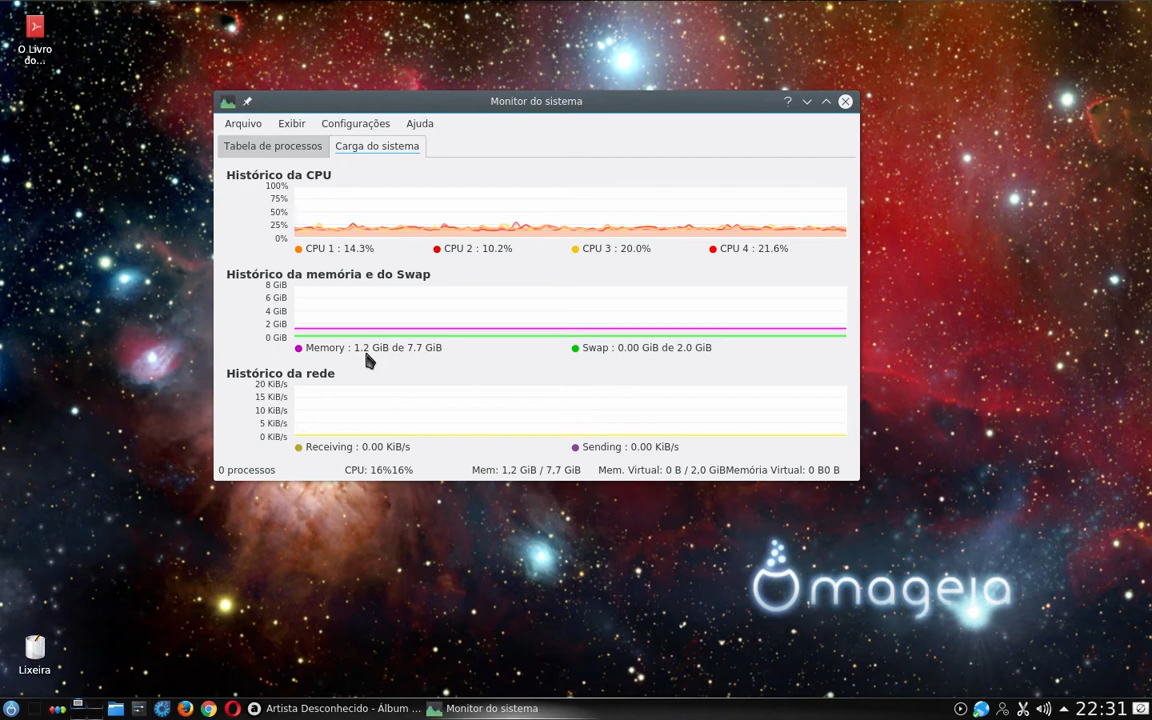 O Livro
do...
Monitor do sistema
Arquivo Exibir Configurações Ajuda
Tabela de processos Carga do sistema
Histórico da CPU
100%
75%
50%
25%
0%
CPU 1 : 14.3% CPU 2 : 10.2% CPU 3 : 20.0% CPU 4 : 21.6%
Histórico da memória e do Swap
8 GiB
6 GiB
4 GiB
2 GiB
0 GiB
Memory : 1.2 GiB de 7.7 GiB Swap : 0.00 GiB de 2.0 GiB
Histórico da rede
20 KiB/s
15 KiB/s
10 KiB/s
5 KiB/s
0 KiB/s
Receiving : 0.00 KiB/s Sending : 0.00 KiB/s
0 processos CPU: 16%16% Mem: 1,2 GiB / 7,7 GiB Mem. Virtual: 0 B / 2,0 GiBMemória Virtual: 0 B0 B
mageia
Lixeira
Artista Desconhecido - Álbum ... Monitor do sistema 22:31